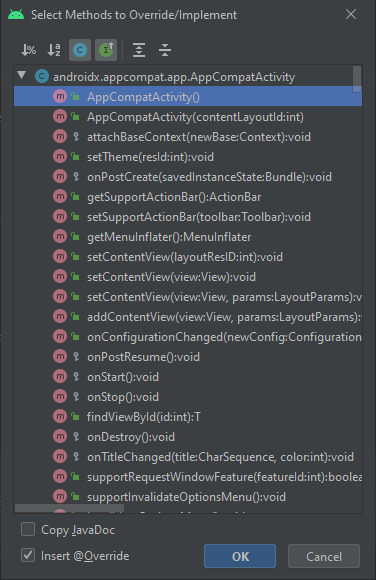 Select Methods to Override/Implement
androidx.appcompat.app.AppCompatActivity
AppCompatActivity()
AppCompatActivity(contentLayoutId:int)
attachBaseContext(newBase:Context):void
setTheme(resId:int):void
onPostCreate(savedInstanceState:Bundle):void
getSupportActionBar():ActionBar
setSupportActionBar(toolbar:Toolbar):void
getMenuInflater():MenuInflater
setContentView(layoutResID:int):void
setContentView(view:View):void
setContentView(view:View, params:LayoutParams):v
addContentView(view:View, params:LayoutParams):v
onConfigurationChanged(newConfig:Configuration
onPostResume():void
onStart():void
onStop():void
findViewById(id:int):T
onDestroy():void
onTitleChanged(title:CharSequence, color:int):void
supportRequestWindowFeature(featureId:int):boolea
supportInvalidateOptionsMenu():void
Copy JavaDoc
Insert @Override
OK Cancel